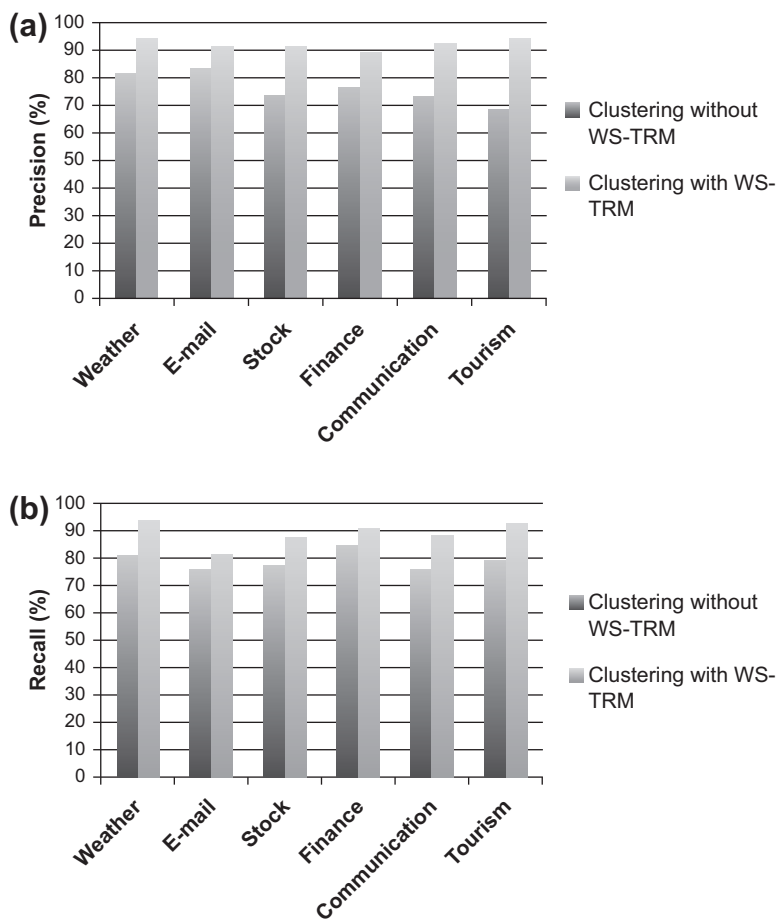 (a)
100
90
80
70
60
50
40
30
20
10
0
Precision (%)
Weather
E-mail
Stock
Finance
Communication
Tourism
Clustering without
WS-TRM
Clustering with WS-
TRM
(b)
100
90
80
70
60
50
40
30
20
10
0
Recall (%)
Weather
E-mail
Stock
Finance
Communication
Tourism
Clustering without
WS-TRM
Clustering with WS-
TRM